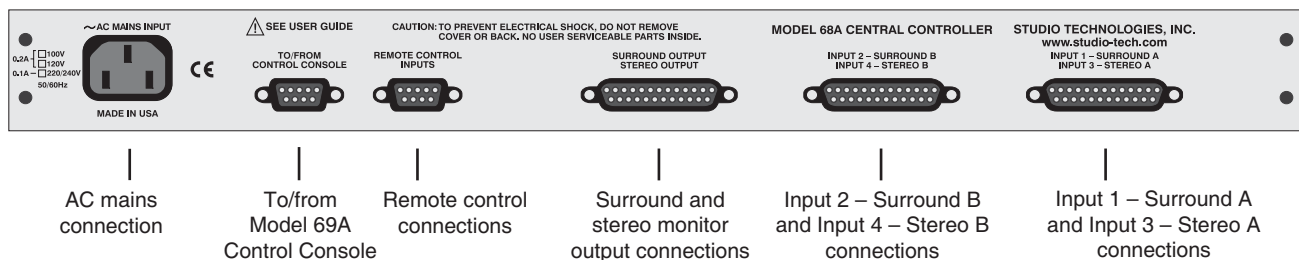 ~AC MAINS INPUT
0.2A
100V
120V
0.1A
220/240V
50/60Hz
MADE IN USA
CE
SEE USER GUIDE
TO/FROM
CONTROL CONSOLE
CAUTION: TO PREVENT ELECTRICAL SHOCK, DO NOT REMOVE
COVER OR BACK. NO USER SERVICEABLE PARTS INSIDE.
REMOTE CONTROL
INPUTS
SURROUND OUTPUT
STEREO OUTPUT
MODEL 68A CENTRAL CONTROLLER
INPUT 2 – SURROUND B
INPUT 4 – STEREO B
STUDIO TECHNOLOGIES, INC.
www.studio-tech.com
INPUT 1 – SURROUND A
INPUT 3 – STEREO A
AC mains
connection
To/from
Model 69A
Control Console
Remote control
connections
Surround and
stereo monitor
output connections
Input 2 – Surround B
and Input 4 – Stereo B
connections
Input 1 – Surround A
and Input 3 – Stereo A
connections